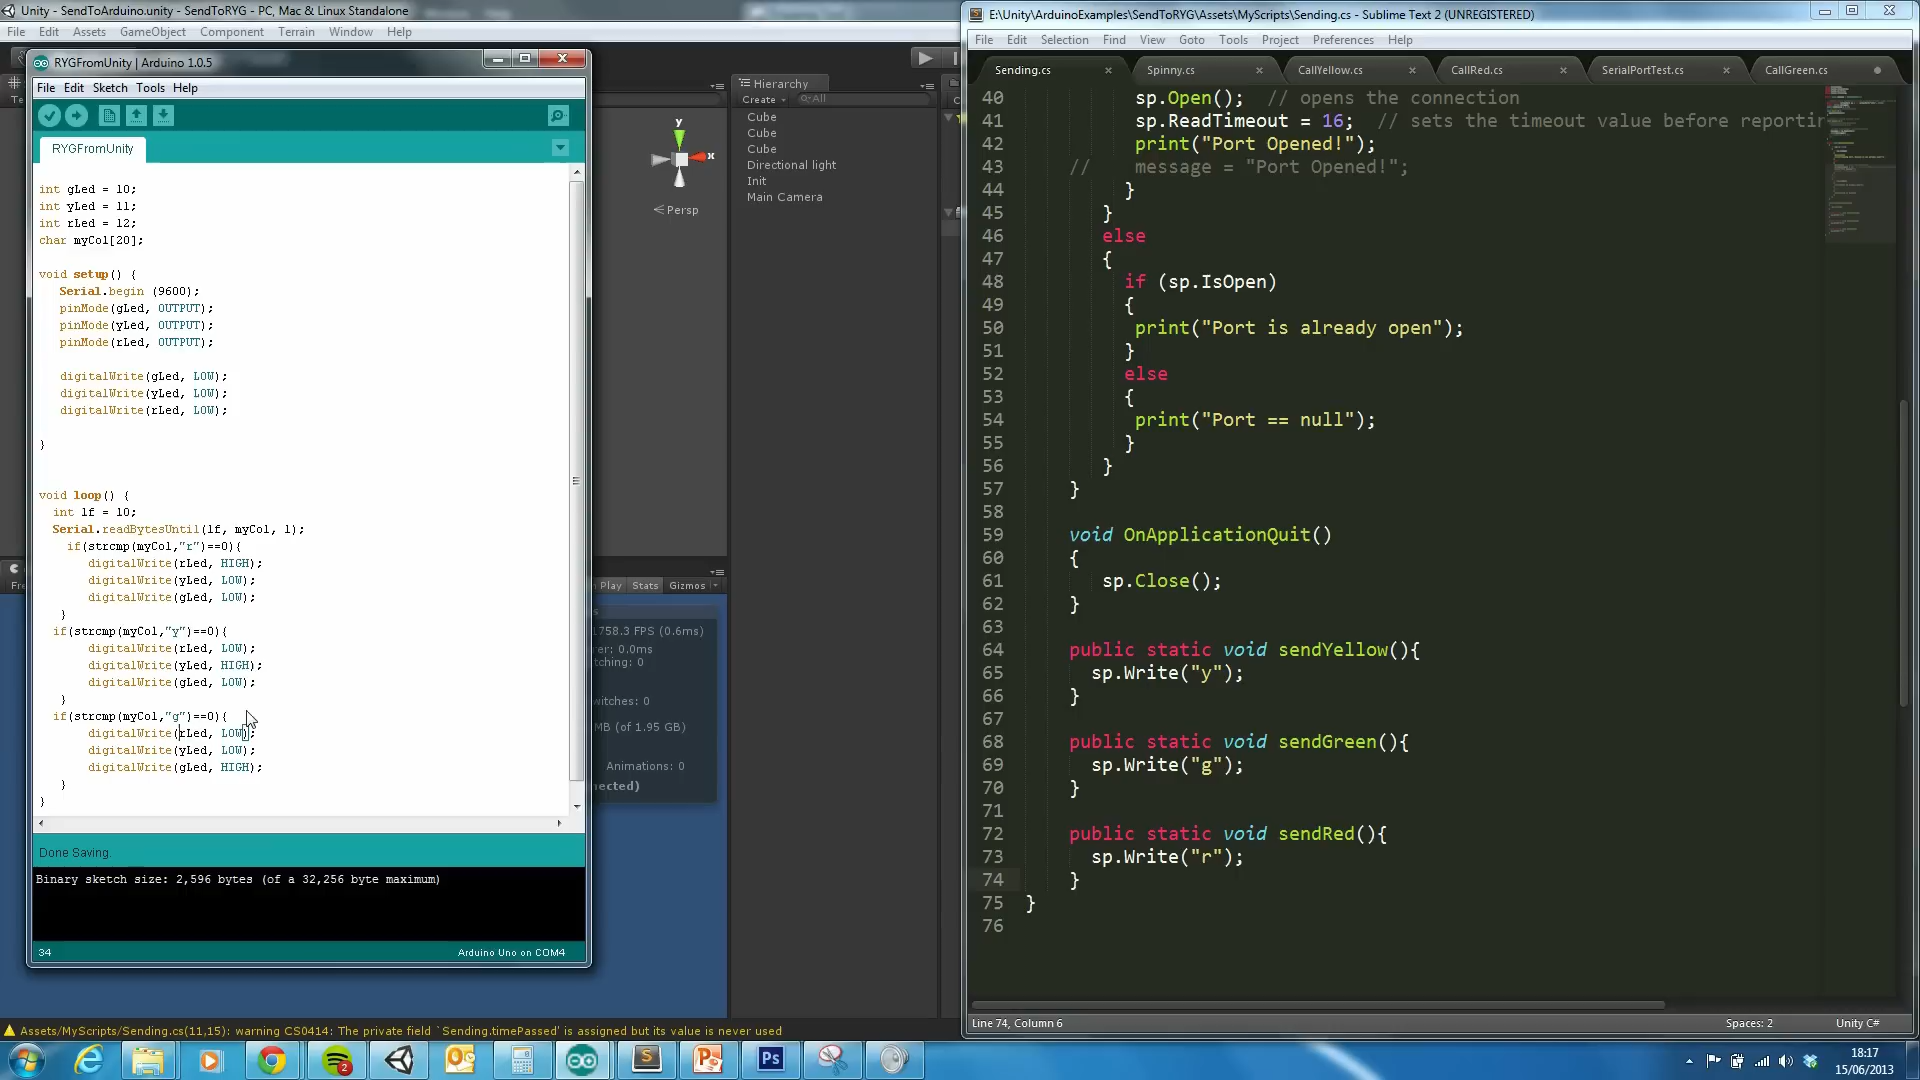 Unity - SendToArduino.unity - SendToRYG - PC, Mac & Linux Standalone
File Edit Assets GameObject Component Terrain Window Help
RYGFromUnity | Arduino 1.0.5
File Edit Sketch Tools Help
RYGFromUnity
int gLed = 10;
int yLed = 11;
int rLed = 12;
char myCol[20];
void setup() {
Serial.begin (9600);
pinMode(gLed, OUTPUT);
pinMode(yLed, OUTPUT);
pinMode(rLed, OUTPUT);
digitalWrite(gLed, LOW);
digitalWrite(yLed, LOW);
digitalWrite(rLed, LOW);
}
void loop() {
int lf = 10;
Serial.readBytesUntil(lf, myCol, 1);
if(strcmp(myCol,"r")==0){
digitalWrite(rLed, HIGH);
digitalWrite(yLed, LOW);
digitalWrite(gLed, LOW);
}
if(strcmp(myCol,"y")==0){
digitalWrite(rLed, LOW);
digitalWrite(yLed, HIGH);
digitalWrite(gLed, LOW);
}
if(strcmp(myCol,"g")==0){
digitalWrite(rLed, LOW);
digitalWrite(yLed, LOW);
digitalWrite(gLed, HIGH);
}
}
Done Saving.
Binary sketch size: 2,596 bytes (of a 32,256 byte maximum)
34
Arduino Uno on COM4
y
x
Persp
Play Stats Gizmos
1758.3 FPS (0.6ms)
0.0ms
0
0
MB (of 1.95 GB)
Animations: 0
Hierarchy
Create
All
Cube
Cube
Cube
Directional light
Init
Main Camera
E:\Unity\ArduinoExamples\SendToRYG\Assets\MyScripts\Sending.cs - Sublime Text 2 (UNREGISTERED)
File Edit Selection Find View Goto Tools Project Preferences Help
Sending.cs Spinny.cs CallYellow.cs CallRed.cs SerialPortTest.cs CallGreen.cs
40 sp.Open(); // opens the connection
41 sp.ReadTimeout = 16; // sets the timeout value before reportin
42 print("Port Opened!");
43 // message = "Port Opened!";
44 }
45 }
46 else
47 {
48 if (sp.IsOpen)
49 {
50 print("Port is already open");
51 }
52 else
53 {
54 print("Port == null");
55 }
56 }
57 }
58
59 void OnApplicationQuit()
60 {
61 sp.Close();
62 }
63
64 public static void sendYellow(){
65 sp.Write("y");
66 }
67
68 public static void sendGreen(){
69 sp.Write("g");
70 }
71
72 public static void sendRed(){
73 sp.Write("r");
74 }
75 }
76
Line 74, Column 6
Spaces: 2
Unity C#
Assets/MyScripts/Sending.cs(11,15): warning CS0414: The private field `Sending.timePassed' is assigned but its value is never used
2
Ps
18:17
15/06/2013